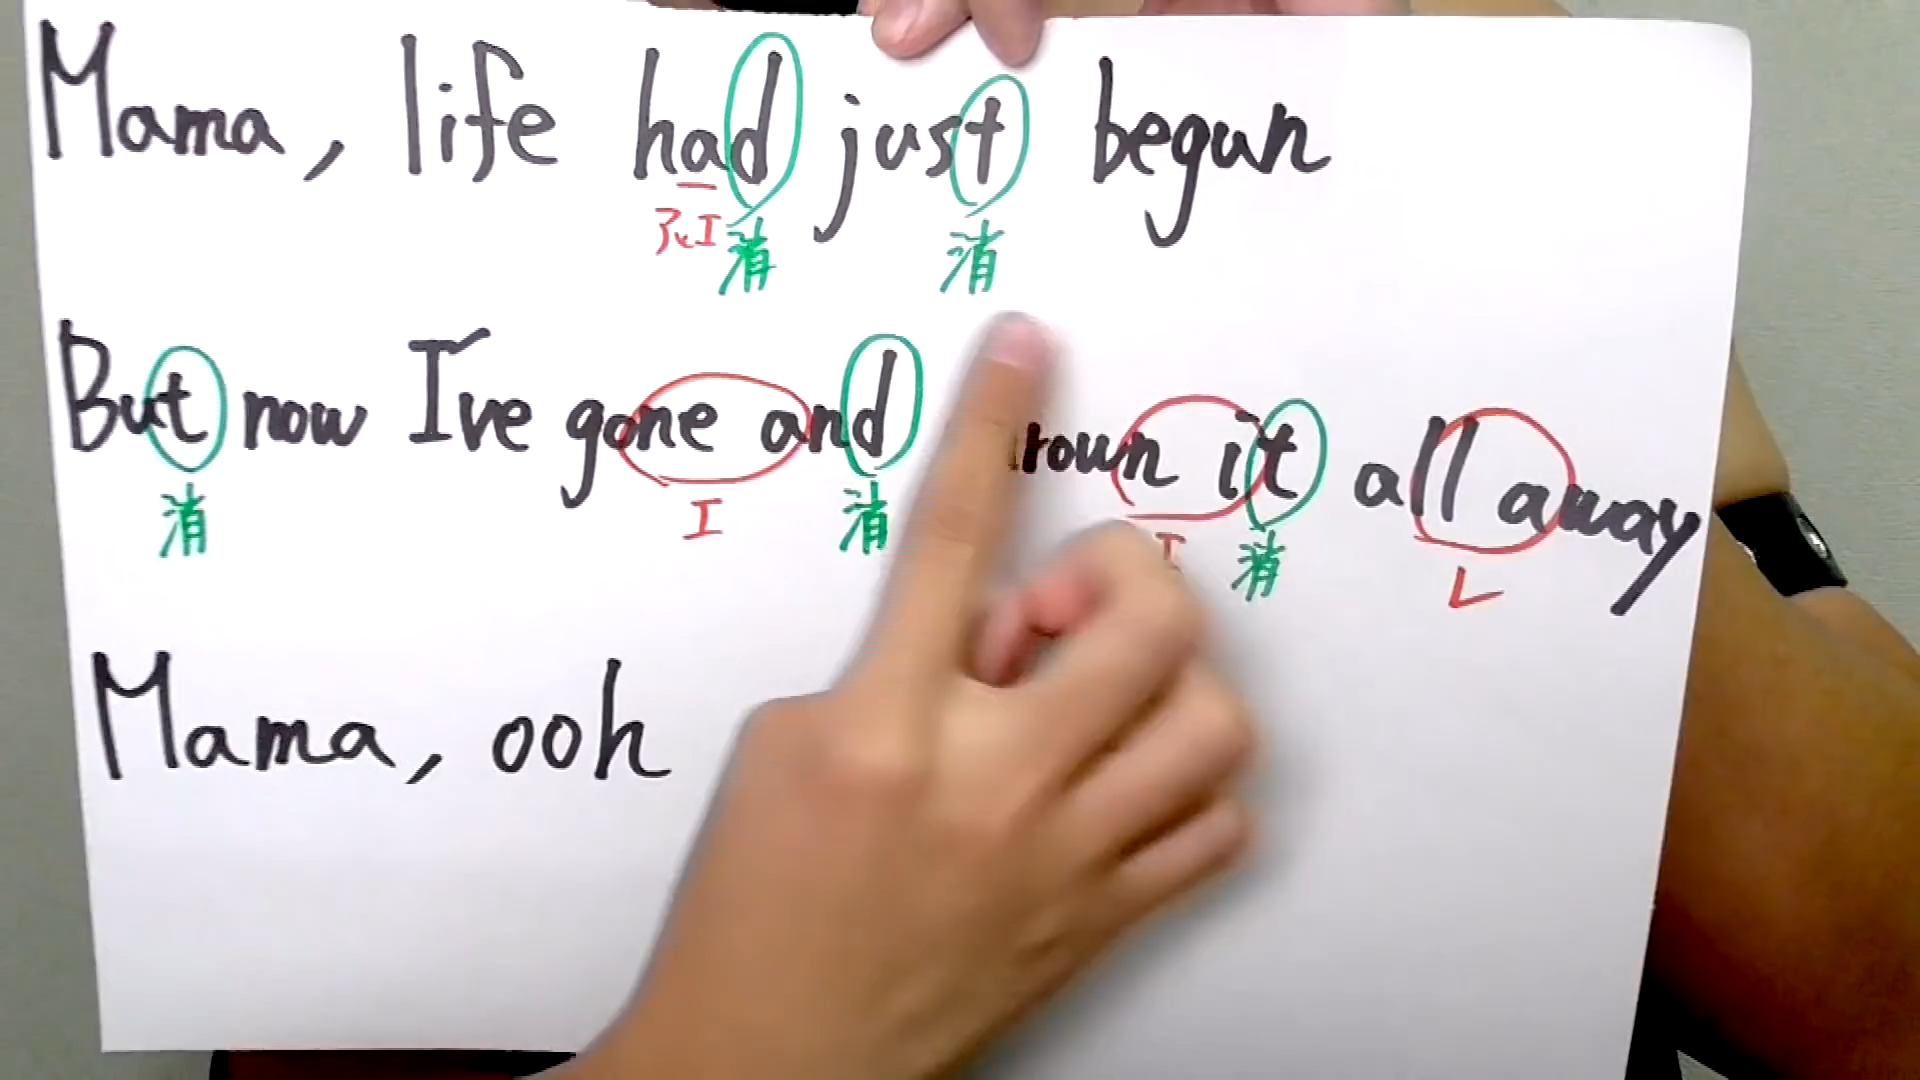 Mama, life had just begun
消 消
But now I've gone and rown it all away
消 エ 消 エ 消 レ
Mama, ooh